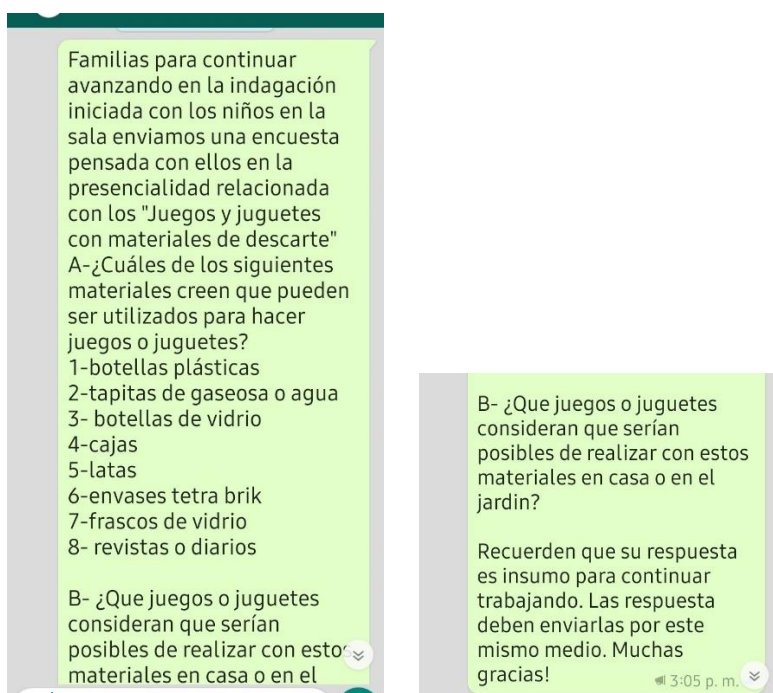 Familias para continuar
avanzando en la indagación
iniciada con los niños en la
sala enviamos una encuesta
pensada con ellos en la
presencialidad relacionada
con los "Juegos y juguetes
con materiales de descarte"
A-¿Cuáles de los siguientes
materiales creen que pueden
ser utilizados para hacer
juegos o juguetes?
1-botellas plásticas
2-tapitas de gaseosa o agua
3- botellas de vidrio
4-cajas
5-latas
6-envases tetra brik
7-frascos de vidrio
8- revistas o diarios
B- ¿Que juegos o juguetes
consideran que serían
posibles de realizar con estos
materiales en casa o en el
B- ¿Que juegos o juguetes
consideran que serían
posibles de realizar con estos
materiales en casa o en el
jardin?
Recuerden que su respuesta
es insumo para continuar
trabajando. Las respuesta
deben enviarlas por este
mismo medio. Muchas
gracias!
3:05 p. m.